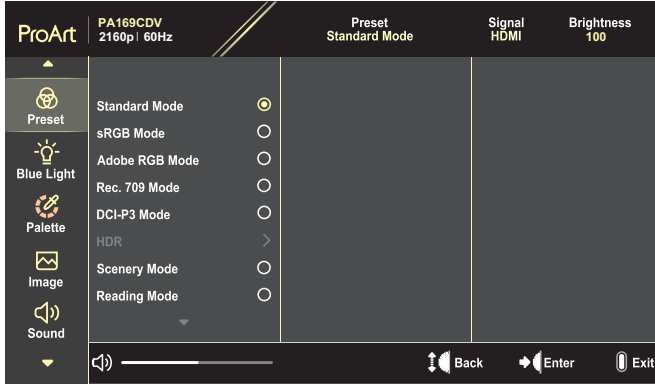 ProArt
PA169CDV
2160p| 60Hz
Preset
Standard Mode
Signal
HDMI
Brightness
100
Preset
Blue Light
Palette
Image
Sound
Standard Mode
sRGB Mode
Adobe RGB Mode
Rec. 709 Mode
DCI-P3 Mode
HDR
Scenery Mode
Reading Mode
Back
Enter
Exit